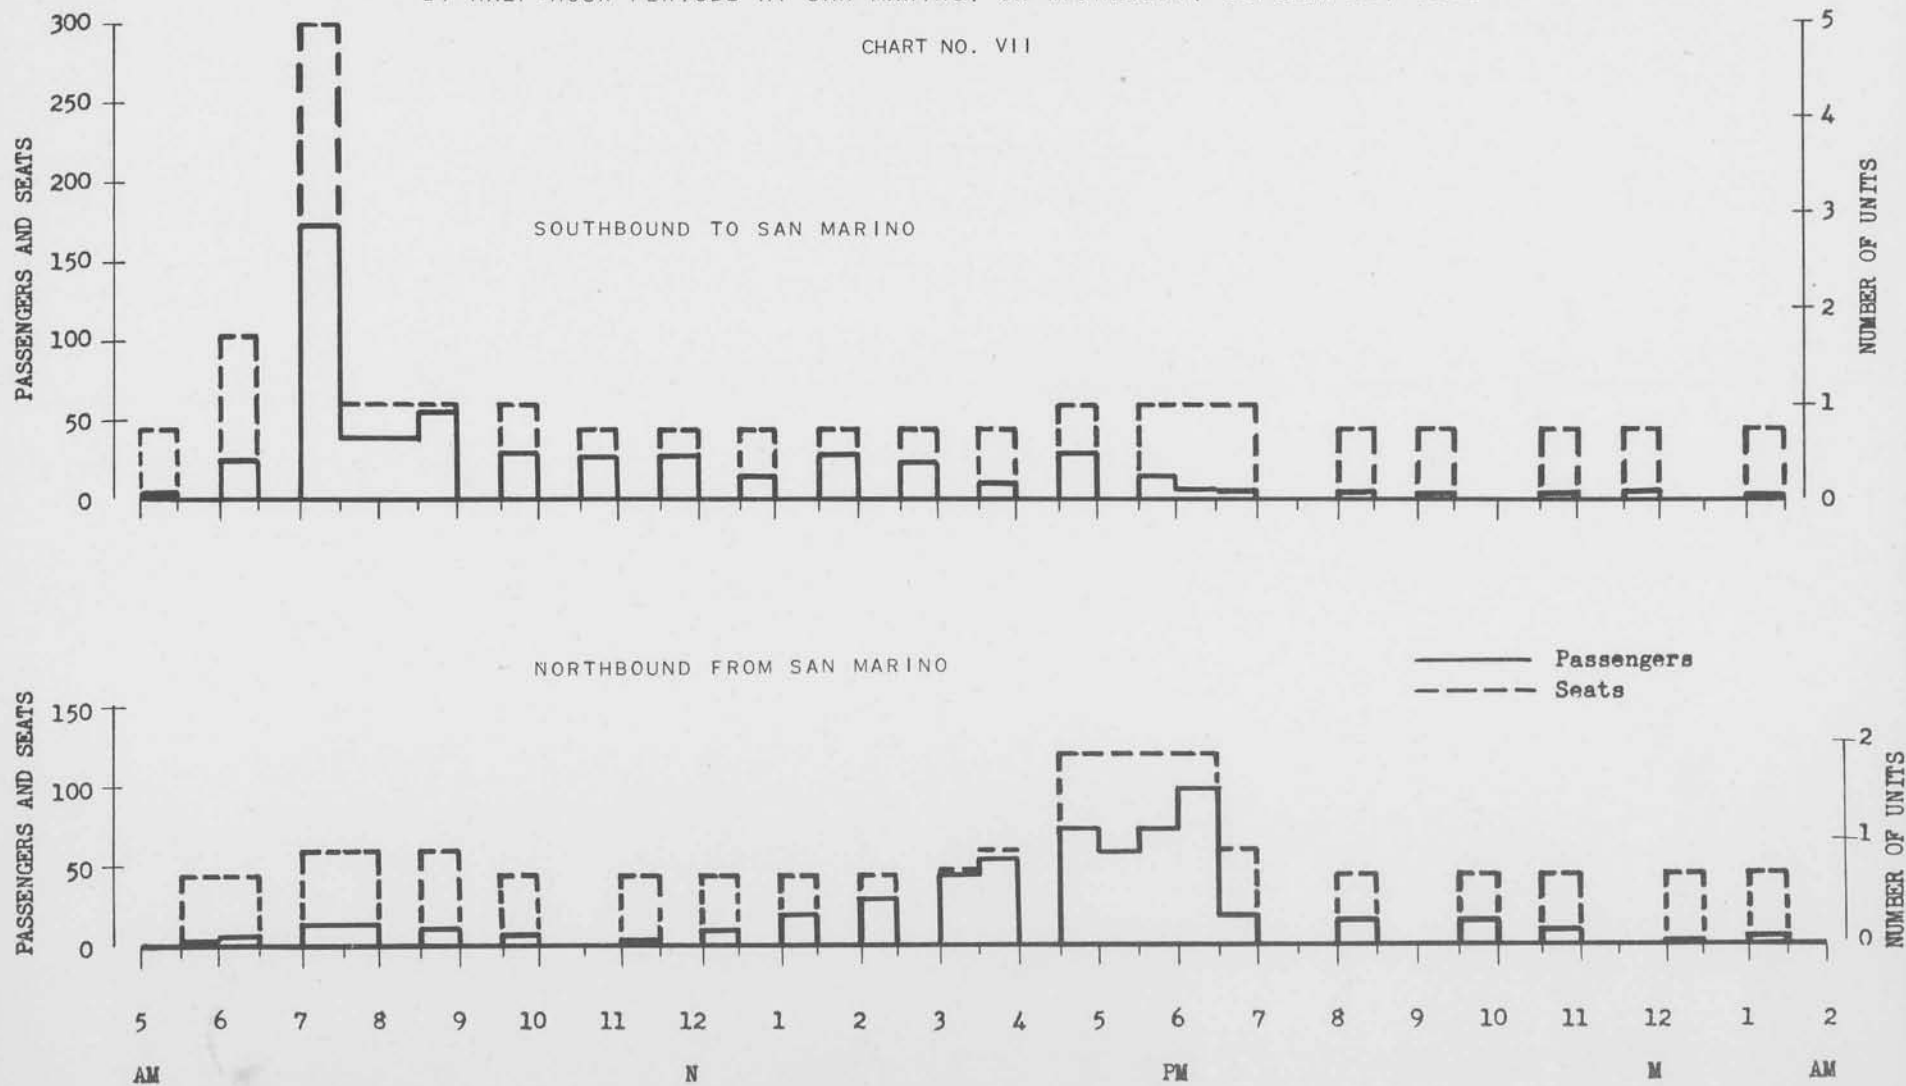 CHART NO. VII
300
250
200
150
100
50
0
PASSENGERS AND SEATS
SOUTHBOUND TO SAN MARINO
5
4
3
2
1
0
NUMBER OF UNITS
NORTHBOUND FROM SAN MARINO
Passengers
Seats
150
100
50
0
PASSENGERS AND SEATS
2
1
0
NUMBER OF UNITS
5 6 7 8 9 10 11 12 1 2 3 4 5 6 7 8 9 10 11 12 1 2
AM N PM M AM